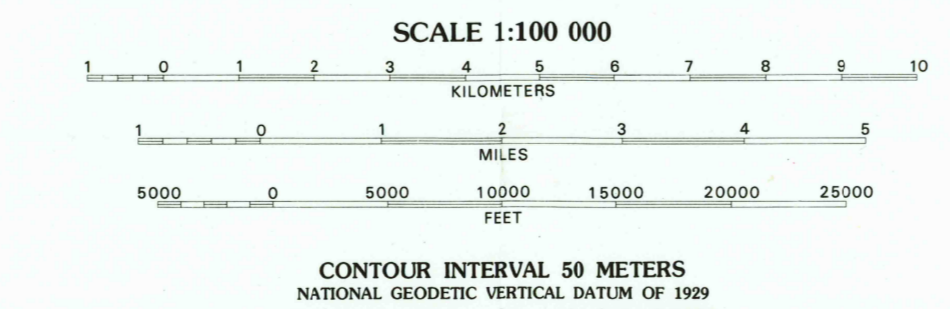 SCALE 1:100 000
1 0 1 2 3 4 5 6 7 8 9 10
KILOMETERS
1 0 1 2 3 4 5
MILES
5000 0 5000 10000 15000 20000 25000
FEET
CONTOUR INTERVAL 50 METERS
NATIONAL GEODETIC VERTICAL DATUM OF 1929